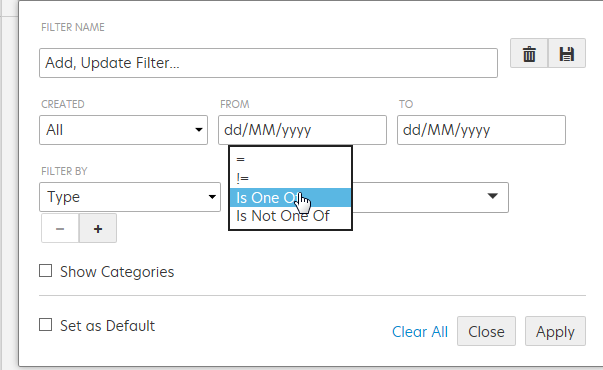 FILTER NAME
Add, Update Filter...
CREATED FROM TO
All dd/MM/yyyy dd/MM/yyyy
=
!=
FILTER BY
Type Is One Of
Is Not One Of
− +
Show Categories
Set as Default Clear All Close Apply